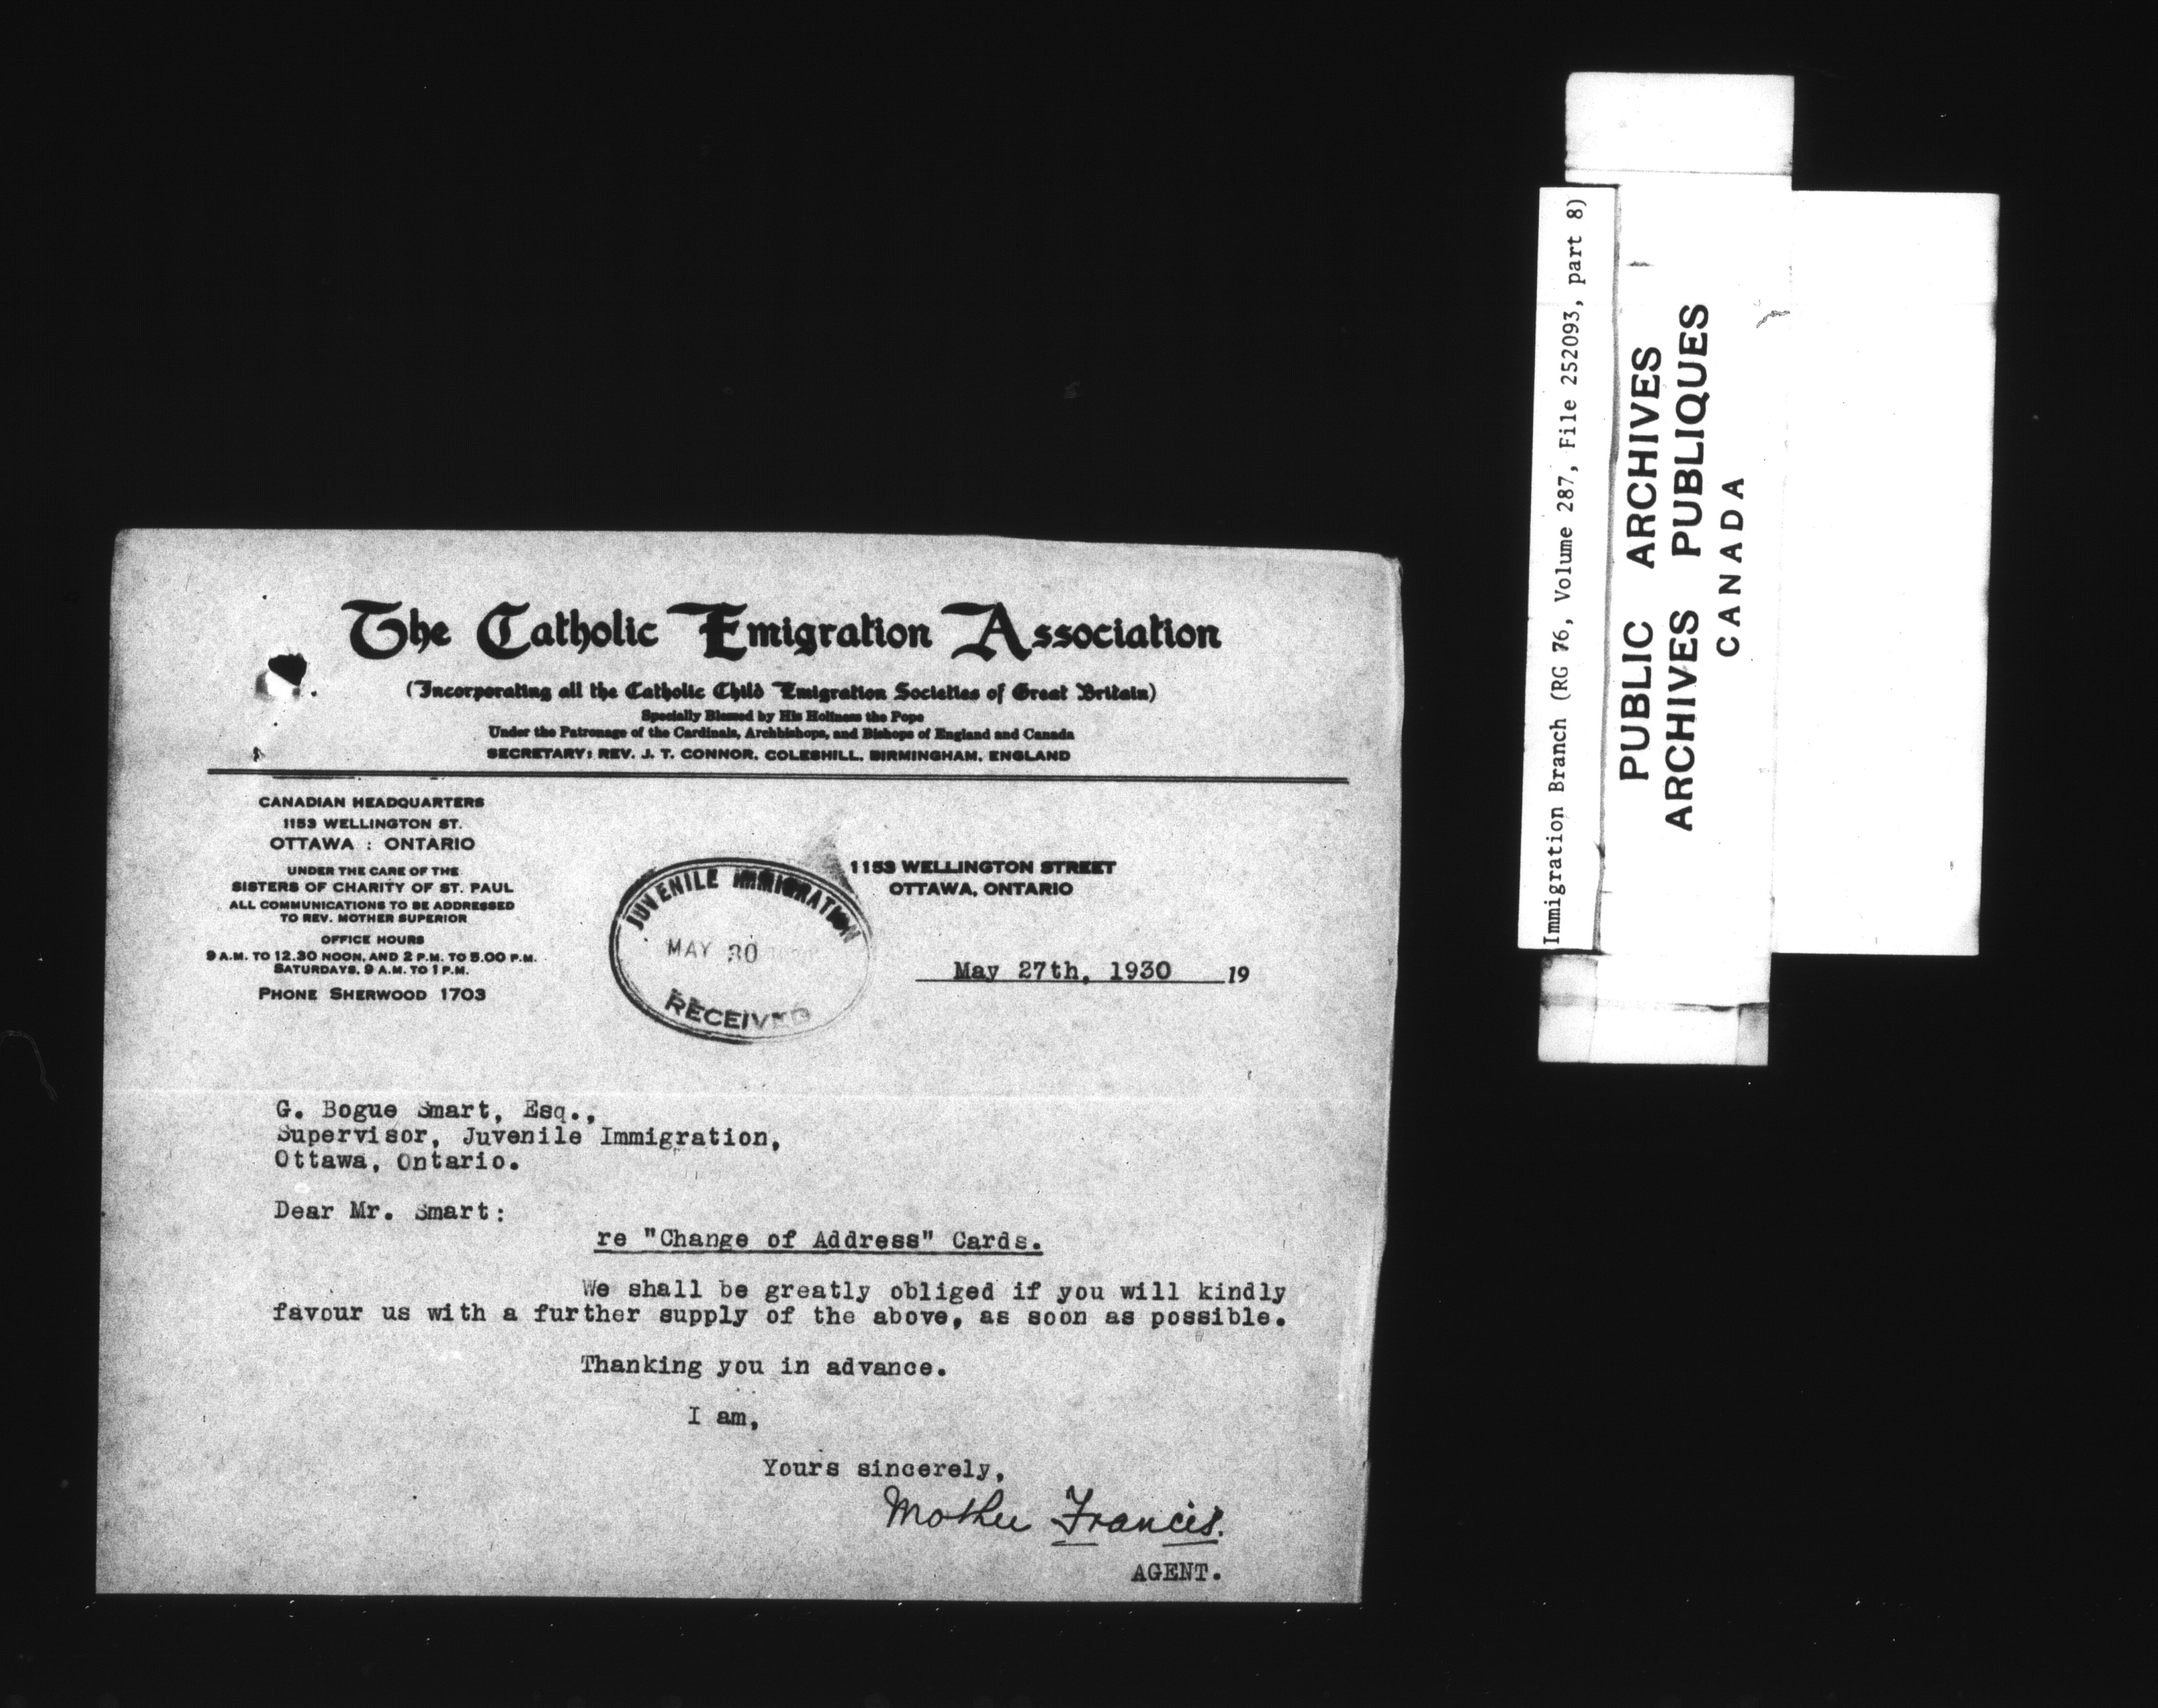 The Catholic Emigration Association
(Incorporating all the Catholic Child Emigration Societies of Great Britain)
Specially Blessed by His Holiness the Pope
Under the Patronage of the Cardinals, Archbishops, and Bishops of England and Canada
SECRETARY: REV. J. T. CONNOR, COLESHILL, BIRMINGHAM, ENGLAND
CANADIAN HEADQUARTERS
1153 WELLINGTON ST.
OTTAWA : ONTARIO
UNDER THE CARE OF THE
SISTERS OF CHARITY OF ST. PAUL
ALL COMMUNICATIONS TO BE ADDRESSED
TO REV. MOTHER SUPERIOR
OFFICE HOURS
9 A.M. TO 12.30 NOON, AND 2 P.M. TO 5.00 P.M.
SATURDAYS, 9 A.M. TO 1 P.M.
PHONE SHERWOOD 1703
JUVENILE IMMIGRATION
MAY 30
RECEIVED
1153 WELLINGTON STREET
OTTAWA, ONTARIO
May 27th, 1930 19
G. Bogue Smart, Esq.,
Supervisor, Juvenile Immigration,
Ottawa, Ontario.
Dear Mr. Smart:
re "Change of Address" Cards.
We shall be greatly obliged if you will kindly
favour us with a further supply of the above, as soon as possible.
Thanking you in advance.
I am,
Yours sincerely,
Mother Francis.
AGENT.
Immigration Branch (RG 76, Volume 287, File 252093, part 8)
PUBLIC ARCHIVES
ARCHIVES PUBLIQUES
CANADA